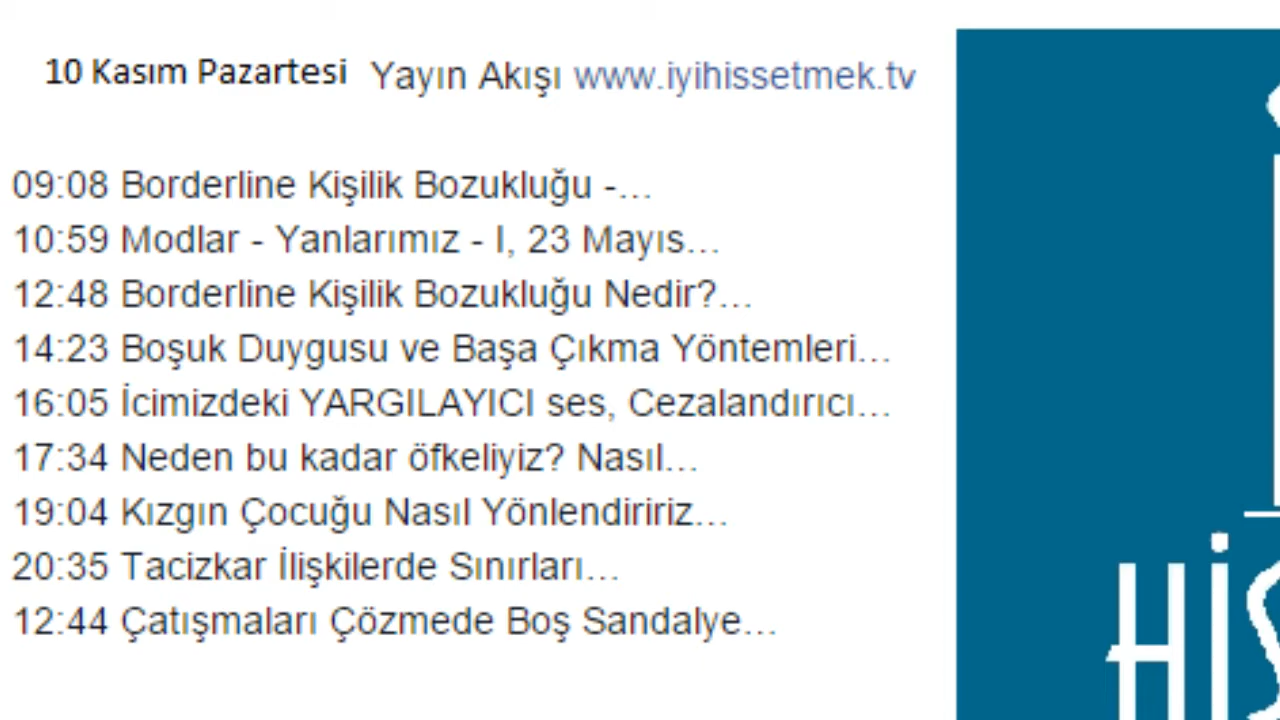 10 Kasım Pazartesi Yayın Akışı www.iyihissetmek.tv
09:08 Borderline Kişilik Bozukluğu -...
10:59 Modlar - Yanlarımız - I, 23 Mayıs...
12:48 Borderline Kişilik Bozukluğu Nedir?...
14:23 Boşuk Duygusu ve Başa Çıkma Yöntemleri...
16:05 İcimizdeki YARGILAYICI ses, Cezalandırıcı...
17:34 Neden bu kadar öfkeliyiz? Nasıl...
19:04 Kızgın Çocuğu Nasıl Yönlendiririz...
20:35 Tacizkar İlişkilerde Sınırları...
12:44 Çatışmaları Çözmede Boş Sandalye...